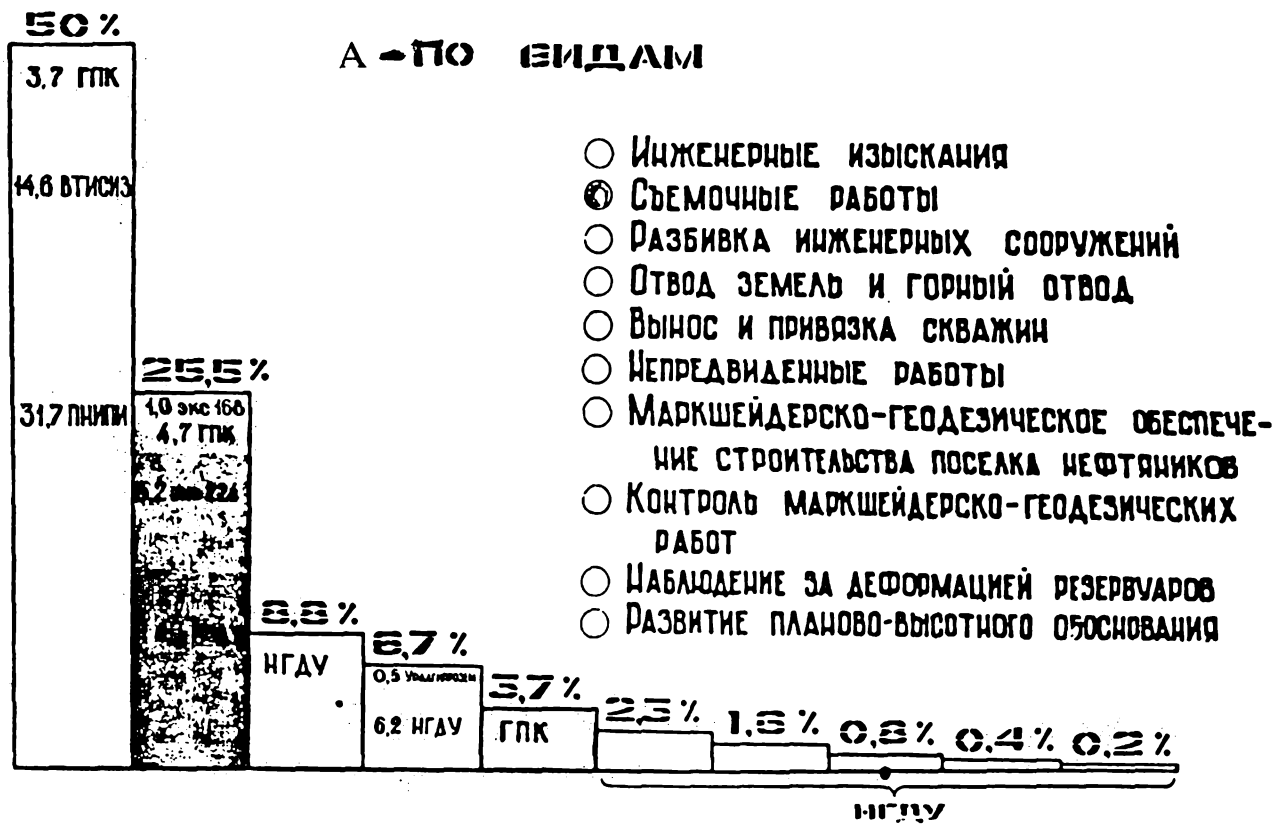 50 %
А - ПО ВИДАМ
3,7 ГПК
14,6 ВТИСИЗ
31,7 ПНИПИ
25,5 %
1,0 экс 168
4,7 ГПК
8,8 %
НГДУ
6,7 %
6,2 НГДУ
3,7 %
ГПК
2,3 %
1,6 %
0,8 %
0,4 %
0,2 %
НГДУ
Инженерные изыскания
Съемочные работы
Разбивка инженерных сооружений
Отвод земель и горный отвод
Вынос и привязка скважин
Непредвиденные работы
Маркшейдерско-геодезическое обеспече-
ние строительства поселка нефтяников
Контроль маркшейдерско-геодезических
работ
Наблюдение за деформацией резервуаров
Развитие планово-высотного обоснования